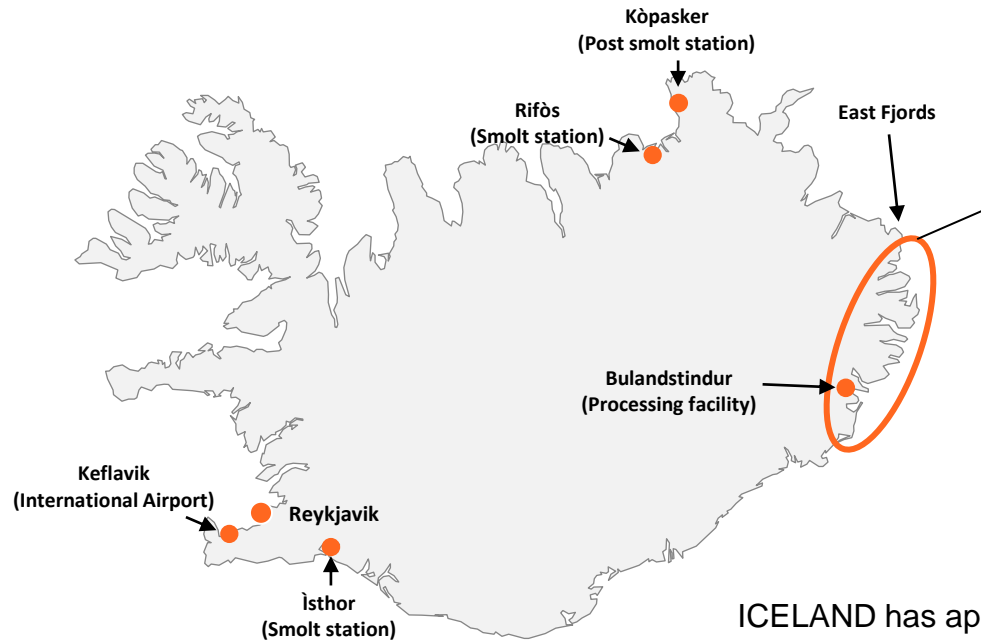 Kòpasker
(Post smolt station)
Rifòs
(Smolt station)
East Fjords
Bulandstindur
(Processing facility)
Keflavik
(International Airport)
Reykjavik
Ìsthor
(Smolt station)
ICELAND has ap